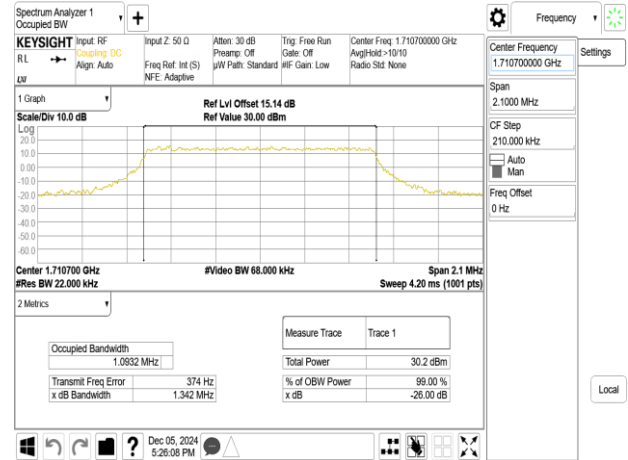 Spectrum Analyzer 1
Occupied BW
Frequency
KEYSIGHT
RL
LXI
Input: RF
Coupling: DC
Align: Auto
Input Z: 50 Ω
Freq Ref: Int (S)
NFE: Adaptive
Atten: 30 dB
Preamp: Off
µW Path: Standard
Trig: Free Run
Gate: Off
#IF Gain: Low
Center Freq: 1.710700000 GHz
Avg|Hold:>10/10
Radio Std: None
Center Frequency
1.710700000 GHz
Settings
Span
2.1000 MHz
CF Step
210.000 kHz
Auto
Man
Freq Offset
0 Hz
Local
1 Graph
Scale/Div 10.0 dB
Ref Lvl Offset 15.14 dB
Ref Value 30.00 dBm
Log
20.0
10.0
0.00
-10.0
-20.0
-30.0
-40.0
-50.0
-60.0
Center 1.710700 GHz
#Video BW 68.000 kHz
Span 2.1 MHz
#Res BW 22.000 kHz
Sweep 4.20 ms (1001 pts)
2 Metrics
Measure Trace Trace 1
Occupied Bandwidth
1.0932 MHz
Total Power 30.2 dBm
Transmit Freq Error 374 Hz
% of OBW Power 99.00 %
x dB Bandwidth 1.342 MHz
x dB -26.00 dB
?
Dec 05, 2024
5:26:08 PM